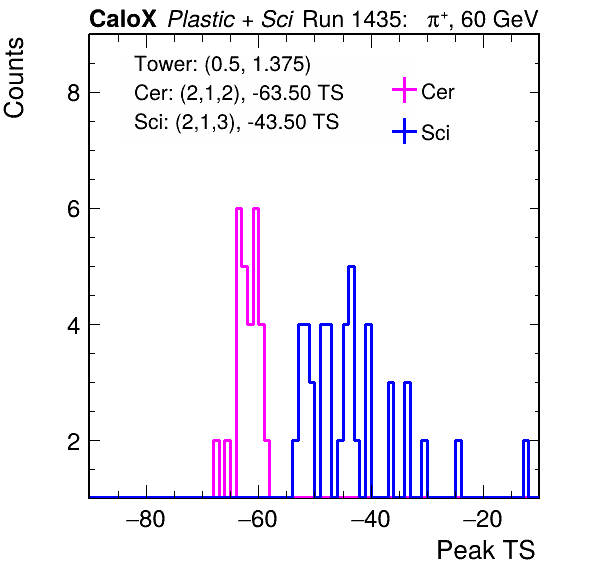 CaloX Plastic + Sci Run 1435: π⁺, 60 GeV
Counts
Tower: (0.5, 1.375)
Cer: (2,1,2), -63.50 TS
Sci: (2,1,3), -43.50 TS
Cer
Sci
8
6
4
2
−80 −60 −40 −20
Peak TS